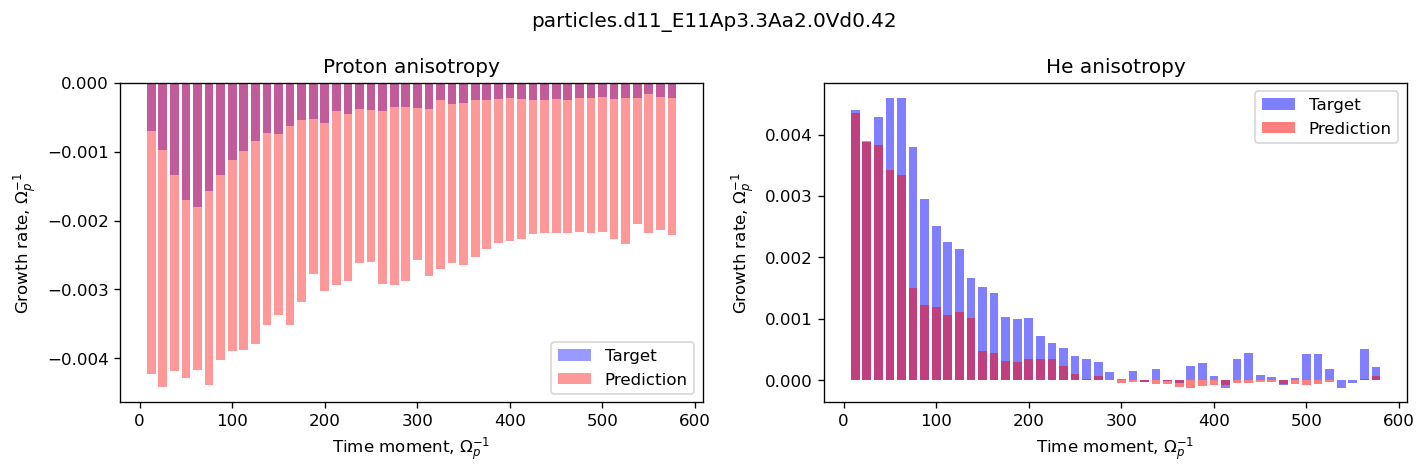 particles.d11_E11Ap3.3Aa2.0Vd0.42
Proton anisotropy
0.000
−0.001
−0.002
−0.003
−0.004
Growth rate, Ω_p^{−1}
0 100 200 300 400 500 600
Time moment, Ω_p^{−1}
Target
Prediction
He anisotropy
0.004
0.003
0.002
0.001
0.000
Growth rate, Ω_p^{−1}
0 100 200 300 400 500 600
Time moment, Ω_p^{−1}
Target
Prediction